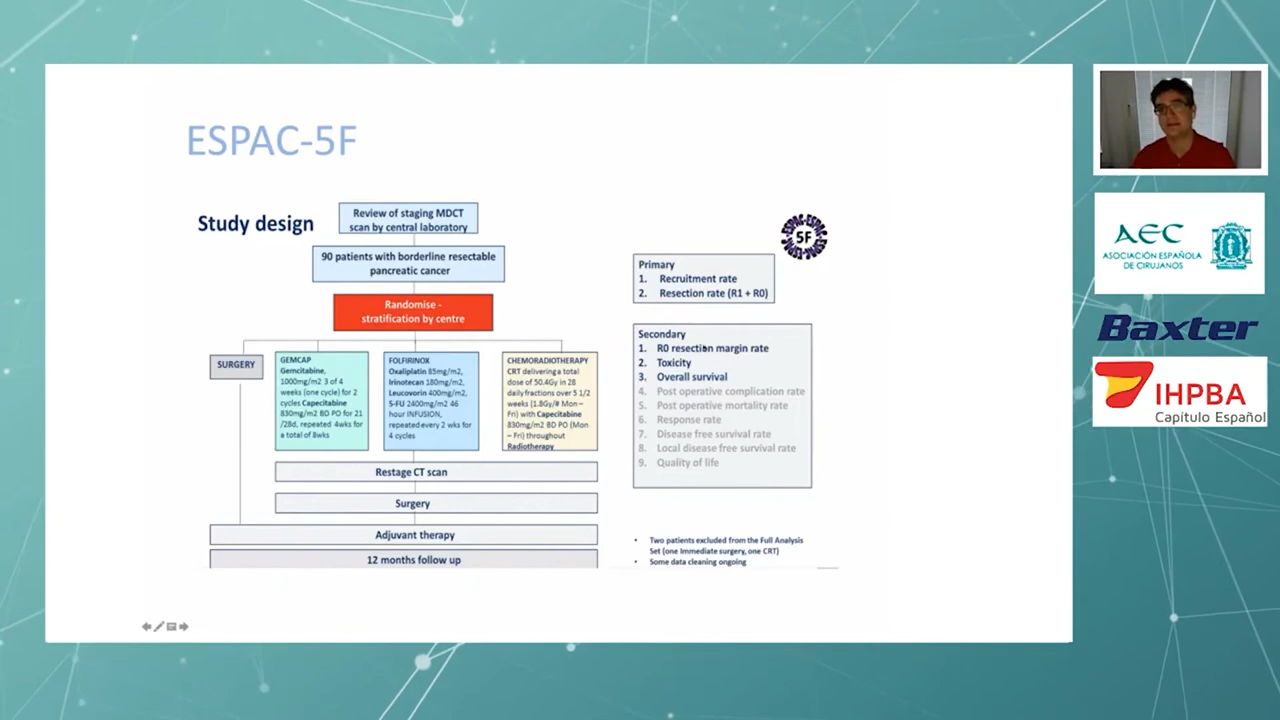 ESPAC-5F
Study design
Review of staging MDCT
scan by central laboratory
90 patients with borderline resectable
pancreatic cancer
Randomise -
stratification by centre
SURGERY
GEMCAP
Gemcitabine,
1000mg/m2 3 of 4
weeks (one cycle) for 2
cycles Capecitabine
830mg/m2 BD PO for 21
/28d, repeated 4wks for
a total of 8wks
FOLFIRINOX
Oxaliplatin 85mg/m2,
Irinotecan 180mg/m2,
Leucovorin 400mg/m2,
5-FU 2400mg/m2 46
hour INFUSION,
repeated every 2 wks for
4 cycles
CHEMORADIOTHERAPY
CRT delivering a total
dose of 50.4Gy in 28
daily fractions over 5 1/2
weeks (1.8Gy/# Mon –
Fri) with Capecitabine
830mg/m2 BD PO (Mon
– Fri) throughout
Radiotherapy
Restage CT scan
Surgery
Adjuvant therapy
12 months follow up
ESPAC-ESPAC-ESPAC-
5F
Primary
1. Recruitment rate
2. Resection rate (R1 + R0)
Secondary
1. R0 resection margin rate
2. Toxicity
3. Overall survival
4. Post operative complication rate
5. Post operative mortality rate
6. Response rate
7. Disease free survival rate
8. Local disease free survival rate
9. Quality of life
• Two patients excluded from the Full Analysis
Set (one Immediate surgery, one CRT)
• Some data cleaning ongoing
AEC
ASOCIACIÓN ESPAÑOLA
DE CIRUJANOS
Baxter
IHPBA
Capítulo Español